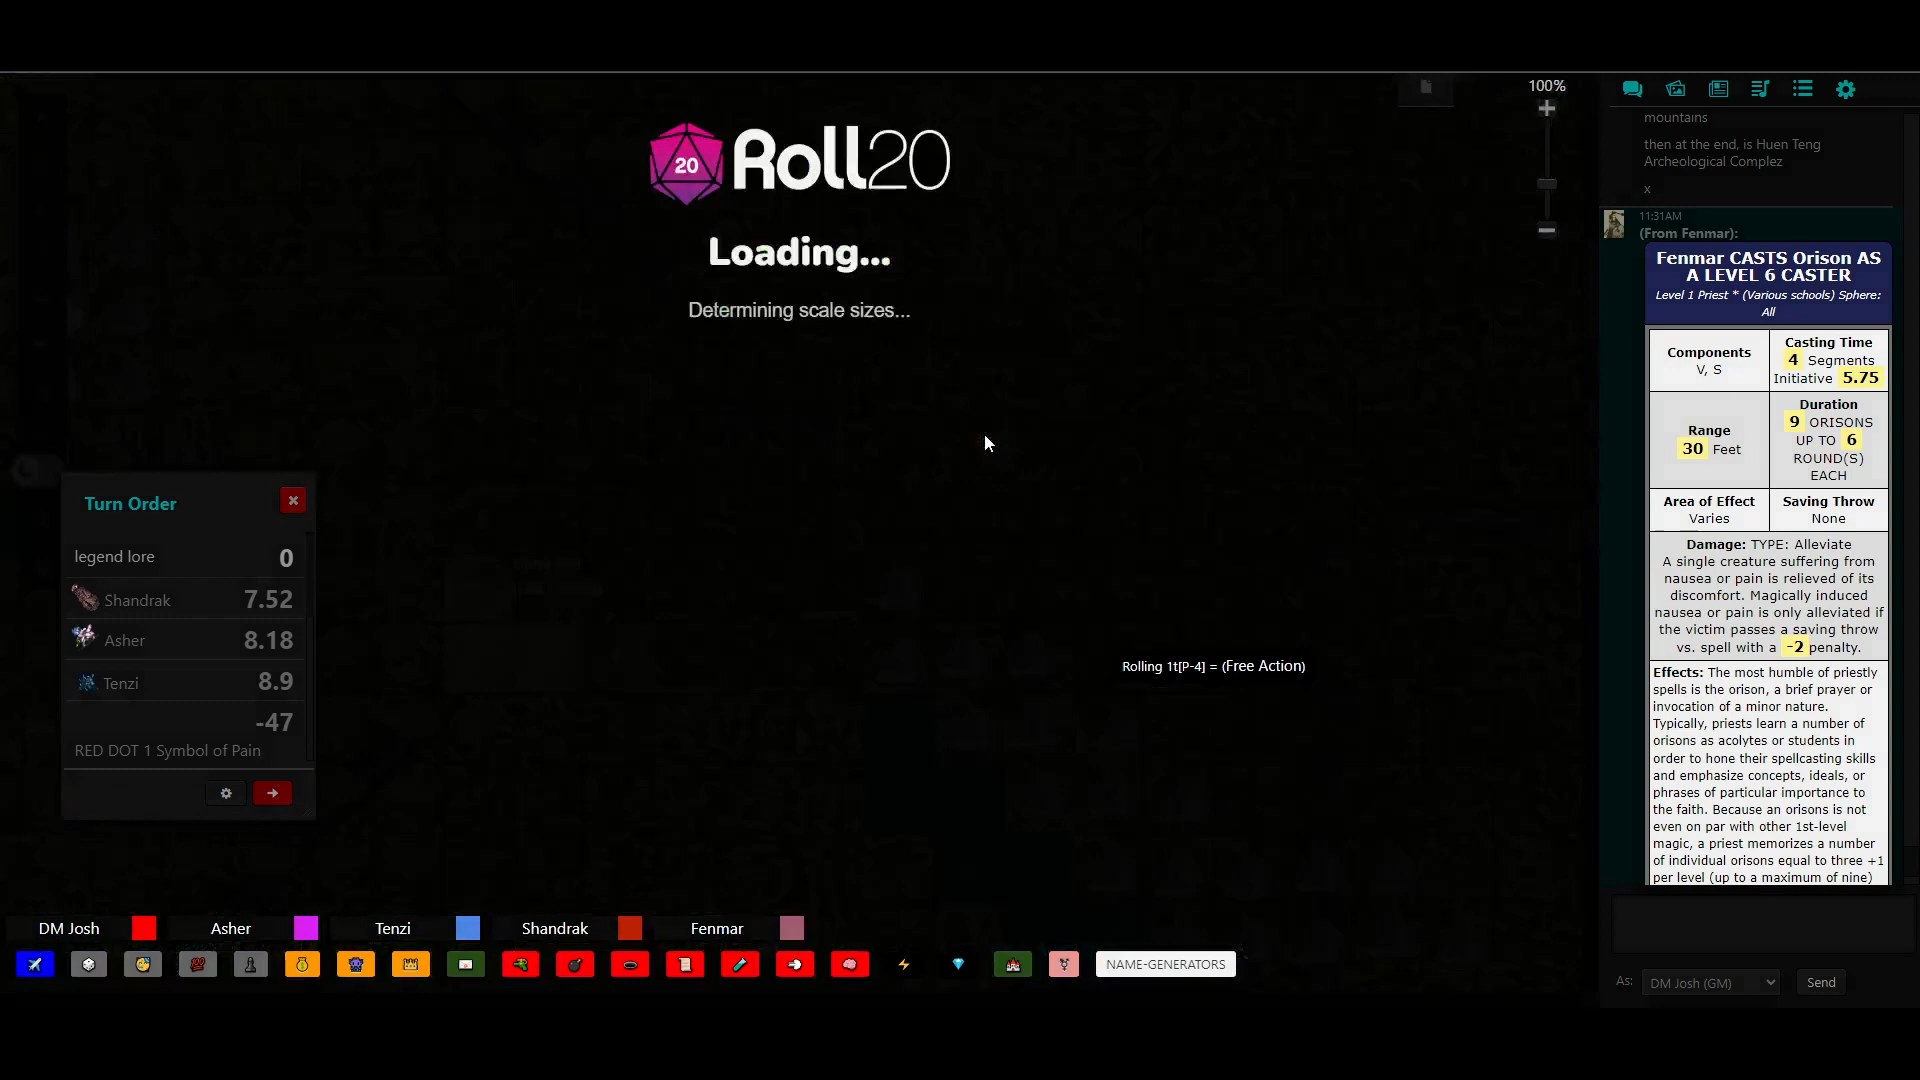 20 Roll20
Loading...
Determining scale sizes...
100%
mountains
then at the end, is Huen Teng
Archeological Complez
x
11:31AM
(From Fenmar):
Fenmar CASTS Orison AS
A LEVEL 6 CASTER
Level 1 Priest * (Various schools) Sphere:
All
Components
V, S
Casting Time
4 Segments
Initiative 5.75
Range
30 Feet
Duration
9 ORISONS
UP TO 6
ROUND(S)
EACH
Area of Effect
Varies
Saving Throw
None
Damage: TYPE: Alleviate
A single creature suffering from
nausea or pain is relieved of its
discomfort. Magically induced
nausea or pain is only alleviated if
the victim passes a saving throw
vs. spell with a -2 penalty.
Effects: The most humble of priestly
spells is the orison, a brief prayer or
invocation of a minor nature.
Typically, priests learn a number of
orisons as acolytes or students in
order to hone their spellcasting skills
and emphasize concepts, ideals, or
phrases of particular importance to
the faith. Because an orisons is not
even on par with other 1st-level
magic, a priest memorizes a number
of individual orisons equal to three +1
per level (up to a maximum of nine)
Turn Order
legend lore 0
Shandrak 7.52
Asher 8.18
Tenzi 8.9
-47
RED DOT 1 Symbol of Pain
Rolling 1t[P-4] = (Free Action)
DM Josh
Asher
Tenzi
Shandrak
Fenmar
NAME-GENERATORS
As: DM Josh (GM) Send